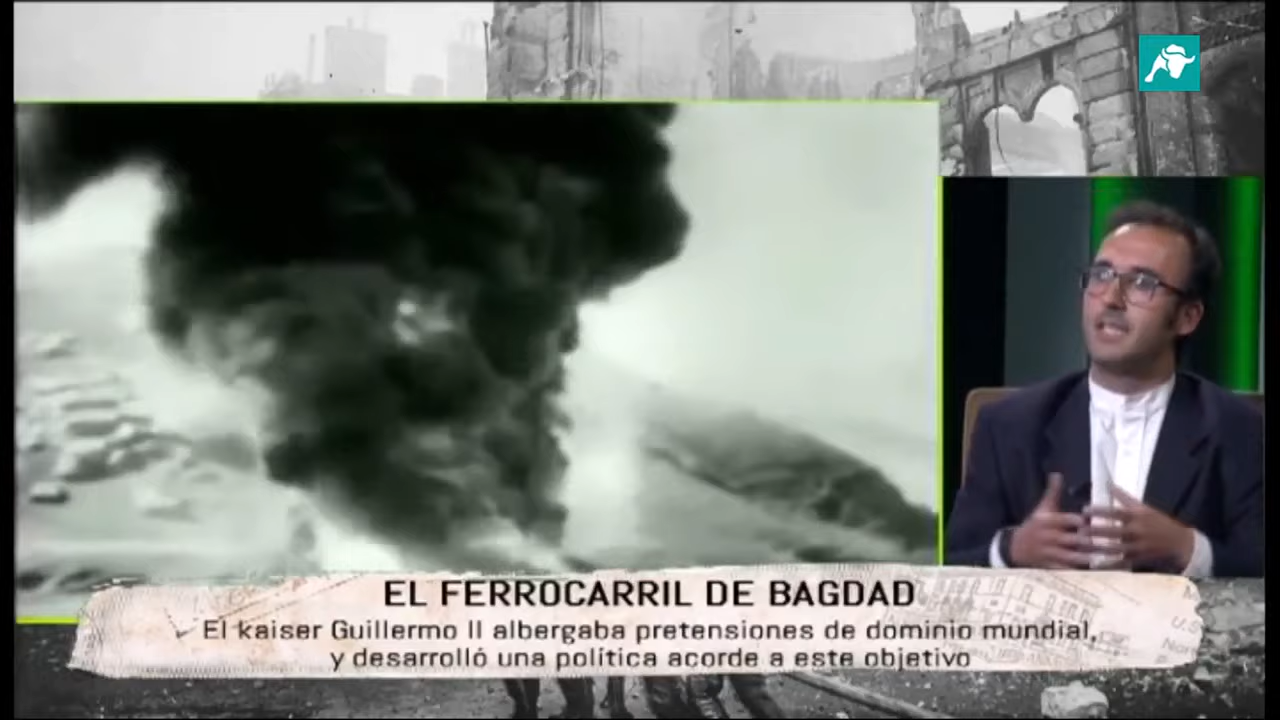 EL FERROCARRIL DE BAGDAD
El kaiser Guillermo II albergaba pretensiones de dominio mundial,
y desarrolló una política acorde a este objetivo